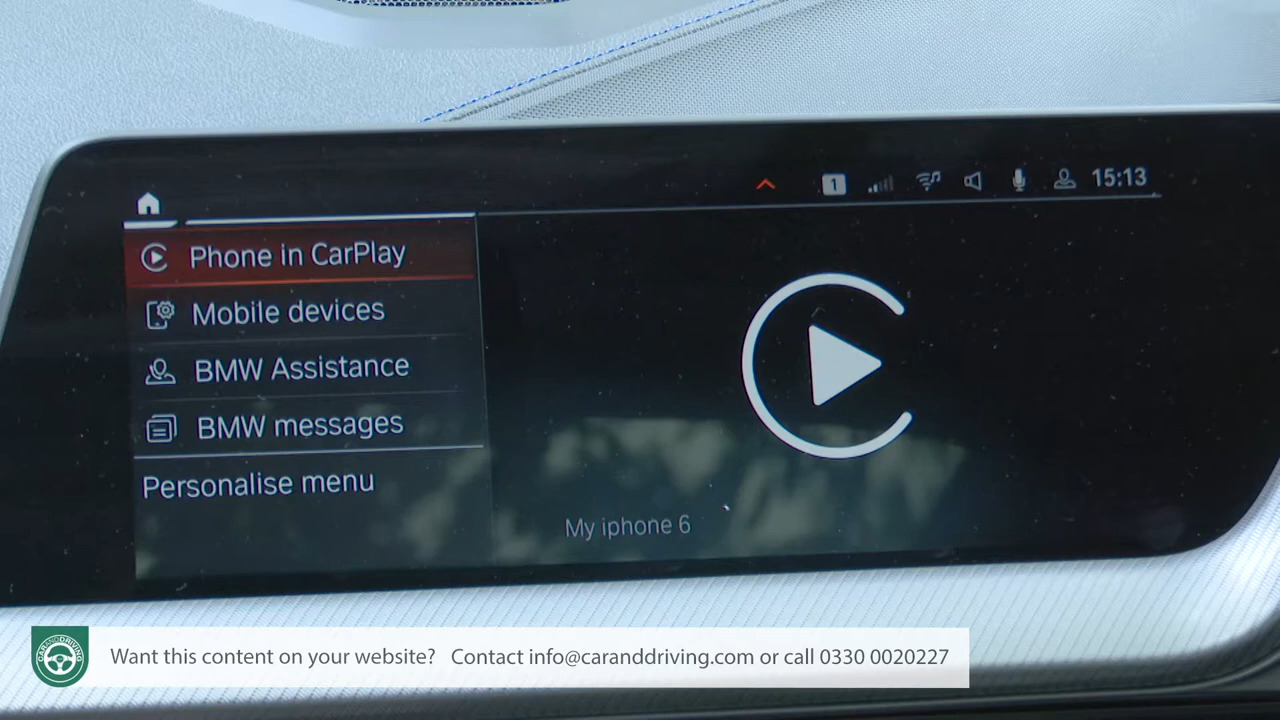 1
15:13
Phone in CarPlay
Mobile devices
BMW Assistance
BMW messages
Personalise menu
My iphone 6
CARANDDRIVING
Want this content on your website? Contact info@caranddriving.com or call 0330 0020227